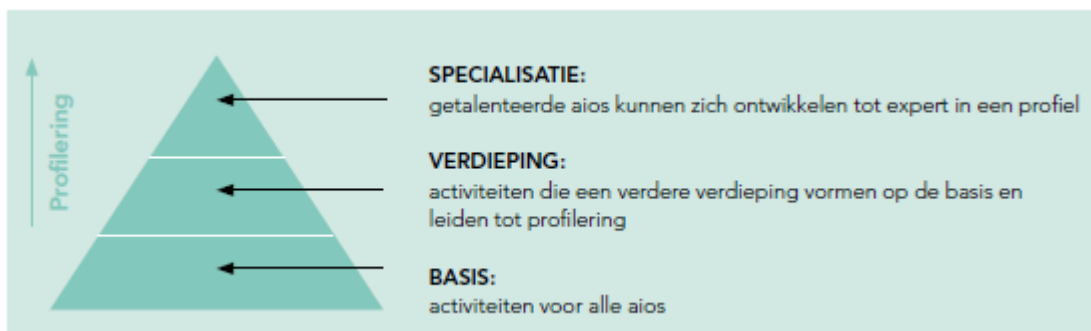 Profilering
SPECIALISATIE:
getalenteerde aios kunnen zich ontwikkelen tot expert in een profiel
VERDIEPING:
activiteiten die een verdere verdieping vormen op de basis en
leiden tot profilering
BASIS:
activiteiten voor alle aios